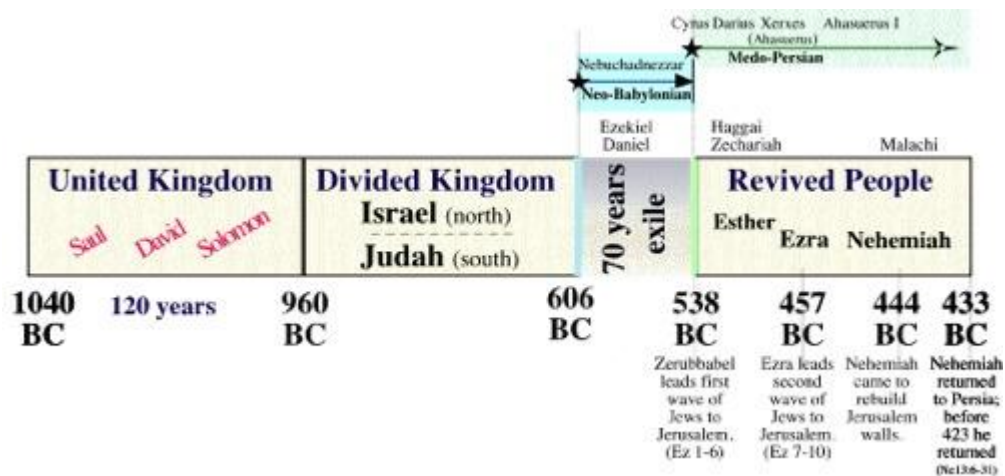 Cyrus Darius Xerxes Ahasuerus I
(Ahasuerus)
Medo-Persian
Nebuchadnezzar
Neo-Babylonian
Ezekiel
Daniel
Haggai
Zechariah
Malachi
United Kingdom
Saul David Solomon
Divided Kingdom
Israel (north)
Judah (south)
70 years
exile
Revived People
Esther
Ezra
Nehemiah
1040
BC
120 years
960
BC
606
BC
538
BC
457
BC
444
BC
433
BC
Zerubbabel
leads first
wave of
Jews to
Jerusalem.
(Ez 1-6)
Ezra leads
second
wave of
Jews to
Jerusalem.
(Ez 7-10)
Nehemiah
came to
rebuild
Jerusalem
walls.
Nehemiah
returned
to Persia;
before
423 he
returned
(Ne13:6-31)